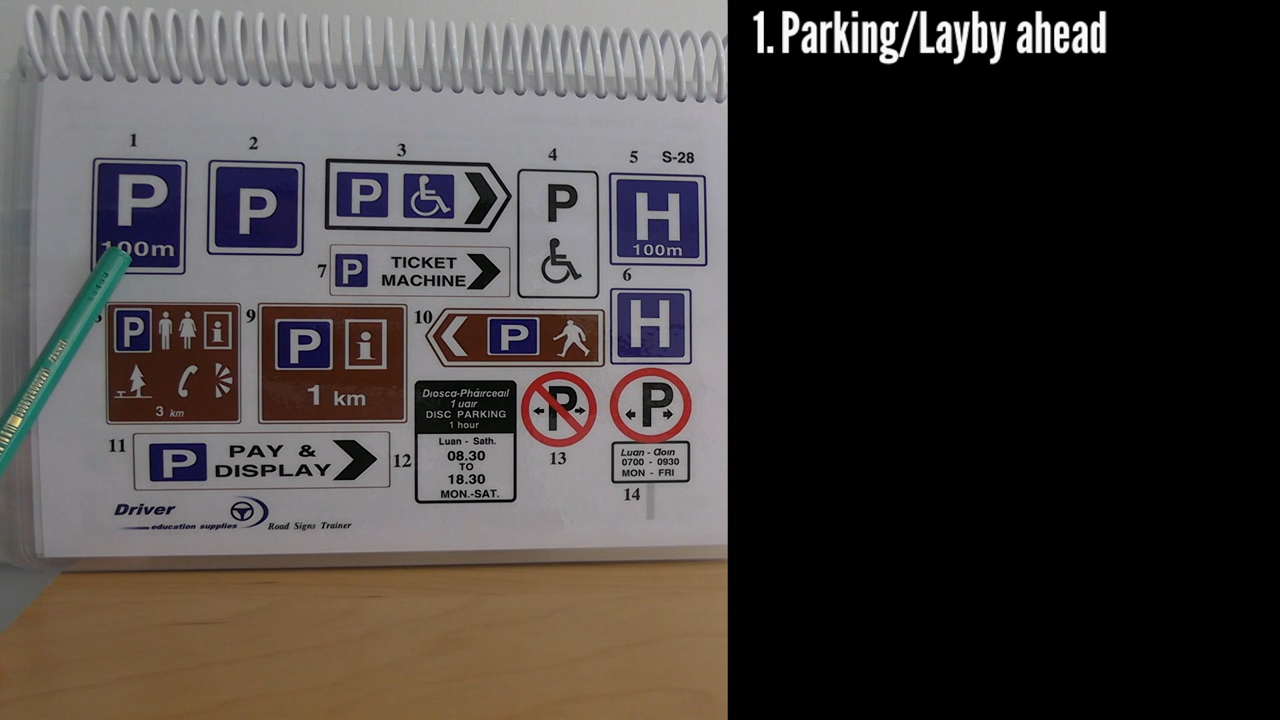 1. Parking/Layby ahead
1
2
3
4
5
S-28
P
100m
P
P
P
H
100m
7
P
TICKET
MACHINE
6
H
P
i
3 km
9
P
i
1 km
10
P
Diosca-Pháirceáil
1 uair
DISC PARKING
1 hour
Luan - Sath.
08.30
TO
18.30
MON.-SAT.
12
P
13
P
Luan - Aoin
0700 - 0930
MON - FRI
14
11
P
PAY &
DISPLAY
Driver
education supplies
Road Signs Trainer